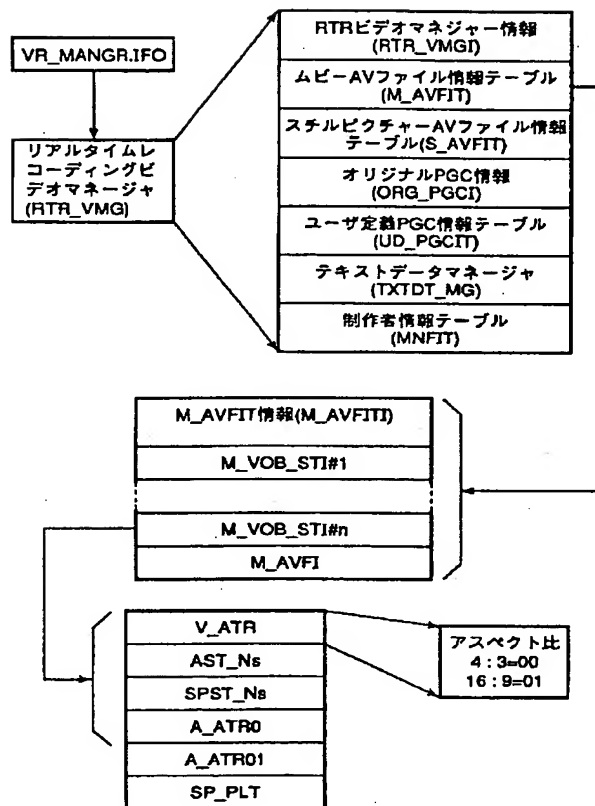 VR_MANGR.IFO
リアルタイムレ
コーディングビ
デオマネージャ
(RTR_VMG)
RTRビデオマネジャー情報
(RTR_VMGI)
ムビーAVファイル情報テーブル
(M_AVFIT)
スチルピクチャーAVファイル情報
テーブル(S_AVFIT)
オリジナルPGC情報
(ORG_PGCI)
ユーザ定義PGC情報テーブル
(UD_PGCIT)
テキストデータマネージャ
(TXTDT_MG)
制作者情報テーブル
(MNFIT)
M_AVFIT情報(M_AVFITI)
M_VOB_STI#1
M_VOB_STI#n
M_AVFI
V_ATR
AST_Ns
SPST_Ns
A_ATR0
A_ATR01
SP_PLT
アスペクト比
4:3=00
16:9=01